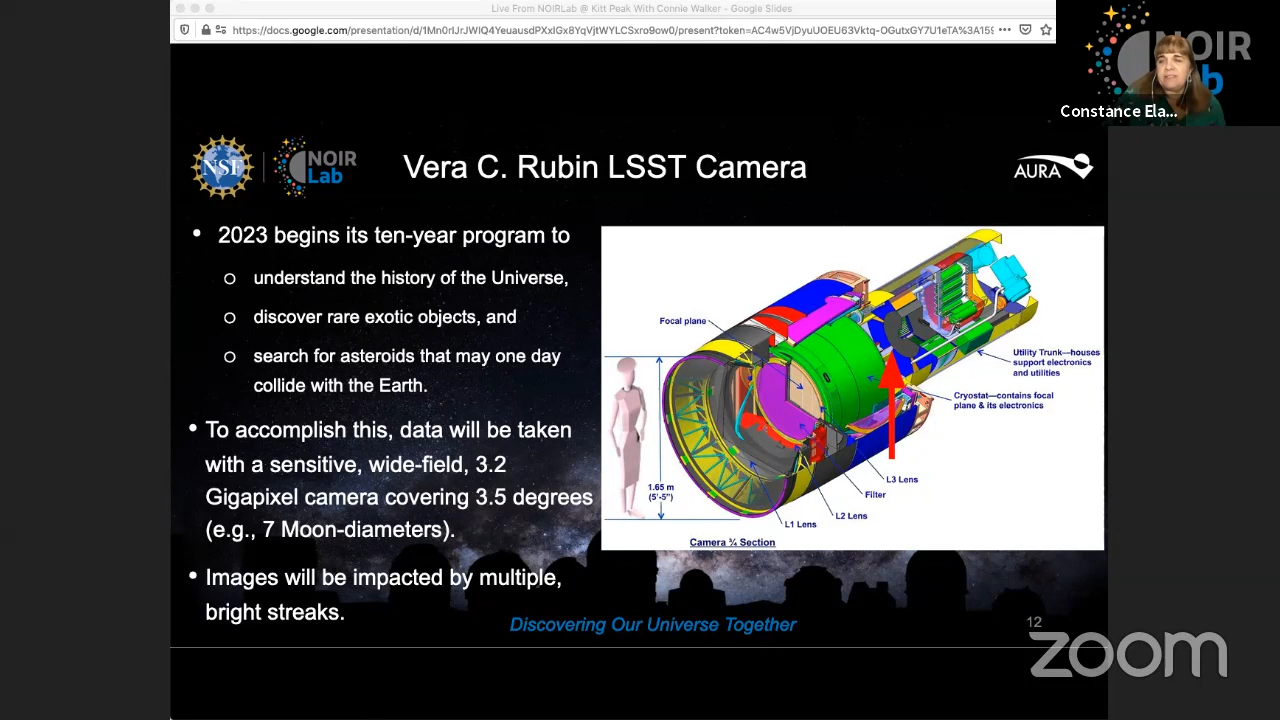 Live From NOIRLab @ Kitt Peak With Connie Walker - Google Slides
NOIR
Lab
Constance Ela...
NSF
NOIR
Lab
Vera C. Rubin LSST Camera
AURA
• 2023 begins its ten-year program to
o understand the history of the Universe,
o discover rare exotic objects, and
o search for asteroids that may one day
collide with the Earth.
• To accomplish this, data will be taken
with a sensitive, wide-field, 3.2
Gigapixel camera covering 3.5 degrees
(e.g., 7 Moon-diameters).
• Images will be impacted by multiple,
bright streaks.
Focal plane
Utility Trunk—houses
support electronics
and utilities
Cryostat—contains focal
plane & its electronics
1.65 m
(5'-5")
L3 Lens
Filter
L2 Lens
L1 Lens
Camera ¾ Section
Discovering Our Universe Together
12
zoom